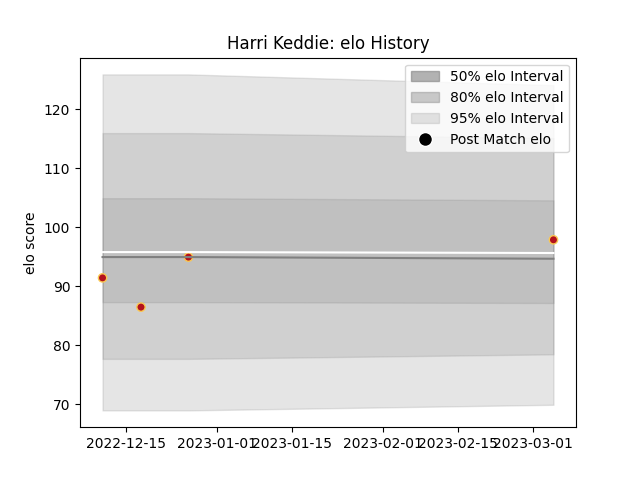 Harri Keddie: elo History
50% elo Interval
80% elo Interval
95% elo Interval
Post Match elo
elo score
120
110
100
90
80
70
2022-12-15
2023-01-01
2023-01-15
2023-02-01
2023-02-15
2023-03-01